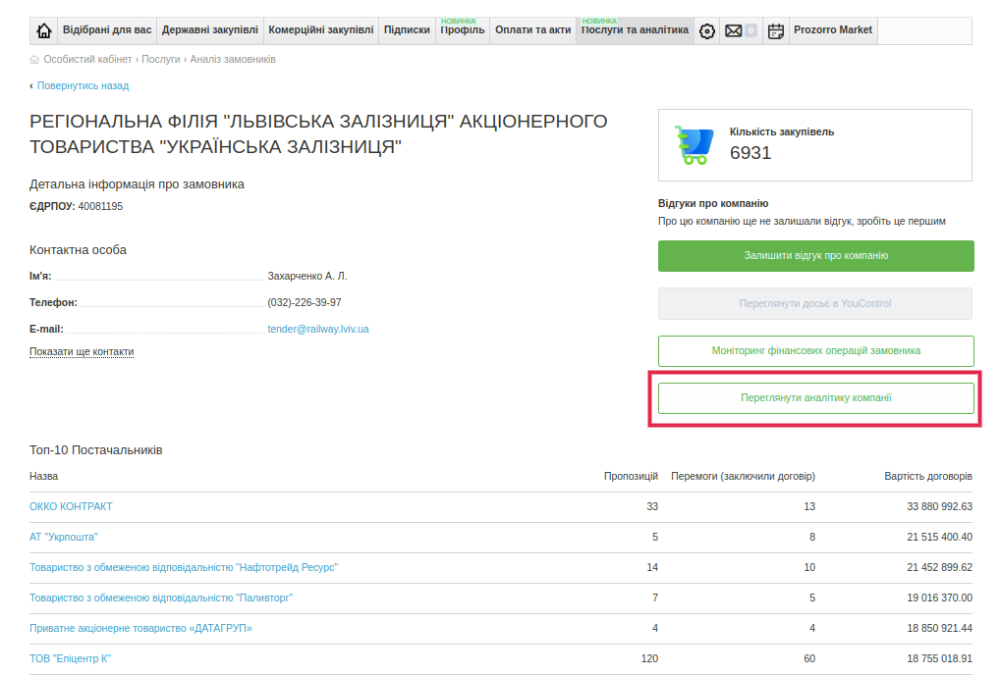 Відібрані для вас Державні закупівлі Комерційні закупівлі Підписки НОВИНКА Профіль Оплати та акти НОВИНКА Послуги та аналітика 0 Prozorro Market
Особистий кабінет › Послуги › Аналіз замовників
‹ Повернутись назад
РЕГІОНАЛЬНА ФІЛІЯ "ЛЬВІВСЬКА ЗАЛІЗНИЦЯ" АКЦІОНЕРНОГО
ТОВАРИСТВА "УКРАЇНСЬКА ЗАЛІЗНИЦЯ"
Детальна інформація про замовника
ЄДРПОУ: 40081195
Контактна особа
Ім'я: Захарченко А. Л.
Телефон: (032)-226-39-97
E-mail: tender@railway.lviv.ua
Показати ще контакти
Кількість закупівель
6931
Відгуки про компанію
Про цю компанію ще не залишали відгук, зробіть це першим
Залишити відгук про компанію
Переглянути досьє в YouControl
Моніторинг фінансових операцій замовника
Переглянути аналітику компанії
Топ-10 Постачальників
Назва Пропозицій Перемоги (заключили договір) Вартість договорів
ОККО КОНТРАКТ 33 13 33 880 992.63
АТ "Укрпошта" 5 8 21 515 400.40
Товариство з обмеженою відповідальністю "Нафтотрейд Ресурс" 14 10 21 452 899.62
Товариство з обмеженою відповідальністю "Паливторг" 7 5 19 016 370.00
Приватне акціонерне товариство «ДАТАГРУП» 4 4 18 850 921.44
ТОВ "Епіцентр К" 120 60 18 755 018.91